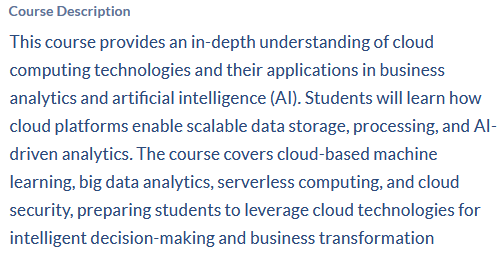 Course Description
This course provides an in-depth understanding of cloud
computing technologies and their applications in business
analytics and artificial intelligence (AI). Students will learn how
cloud platforms enable scalable data storage, processing, and AI-
driven analytics. The course covers cloud-based machine
learning, big data analytics, serverless computing, and cloud
security, preparing students to leverage cloud technologies for
intelligent decision-making and business transformation